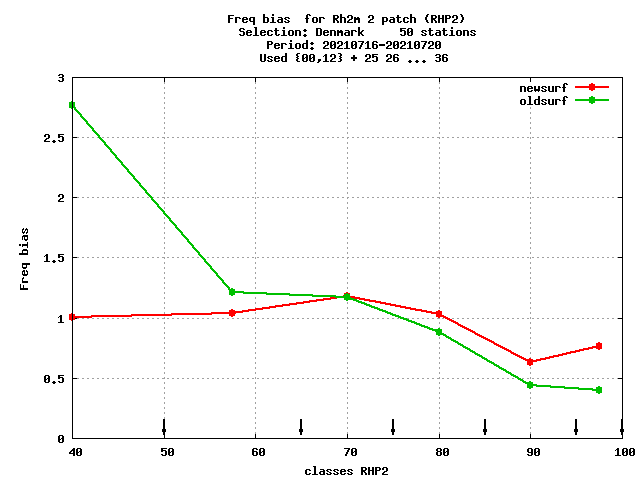 Freq bias  for Rh2m 2 patch (RHP2)
Selection: Denmark     50 stations
Period: 20210716-20210720
Used {00,12} + 25 26 ... 36
newsurf
oldsurf
3
2.5
2
1.5
1
0.5
0
Freq bias
40 50 60 70 80 90 100
classes RHP2